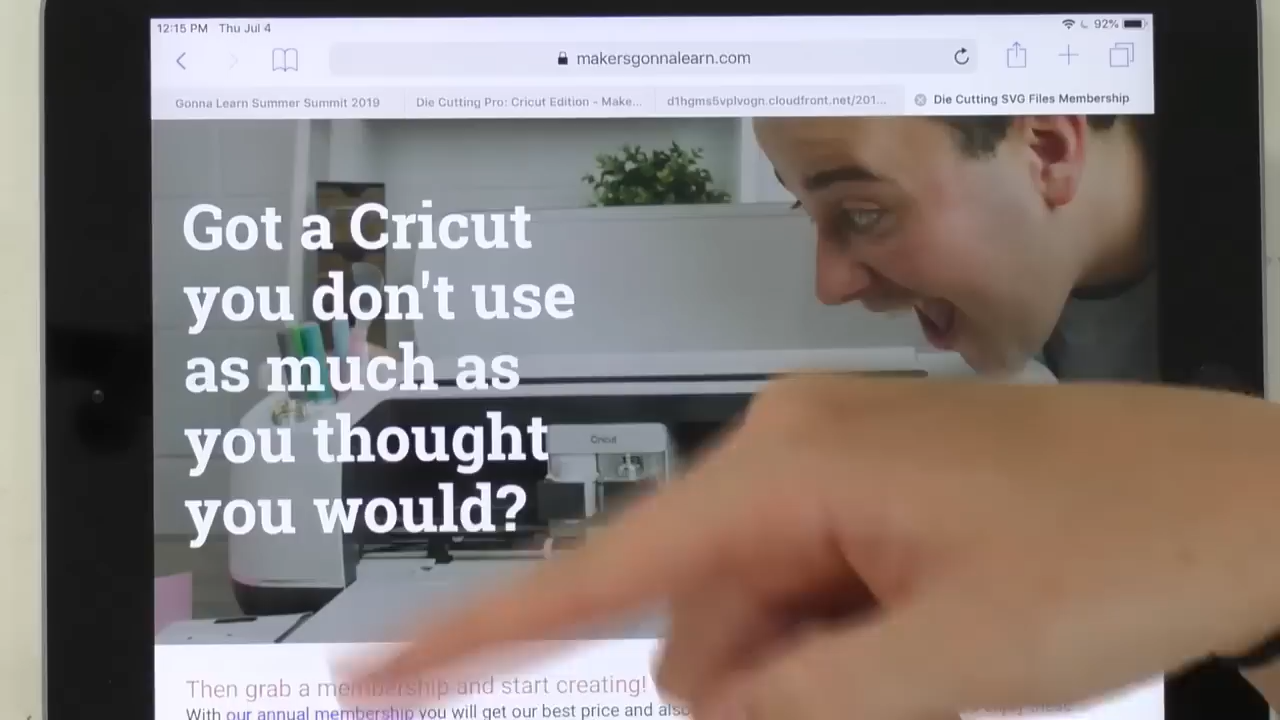 12:15 PM Thu Jul 4
92%
makersgonnalearn.com
Gonna Learn Summer Summit 2019
Die Cutting Pro: Cricut Edition - Make...
d1hgms5vplvogn.cloudfront.net/201...
Die Cutting SVG Files Membership
Got a Cricut
you don't use
as much as
you thought
you would?
Cricut
Then grab a membership and start creating!
With our annual membership you will get our best price and also